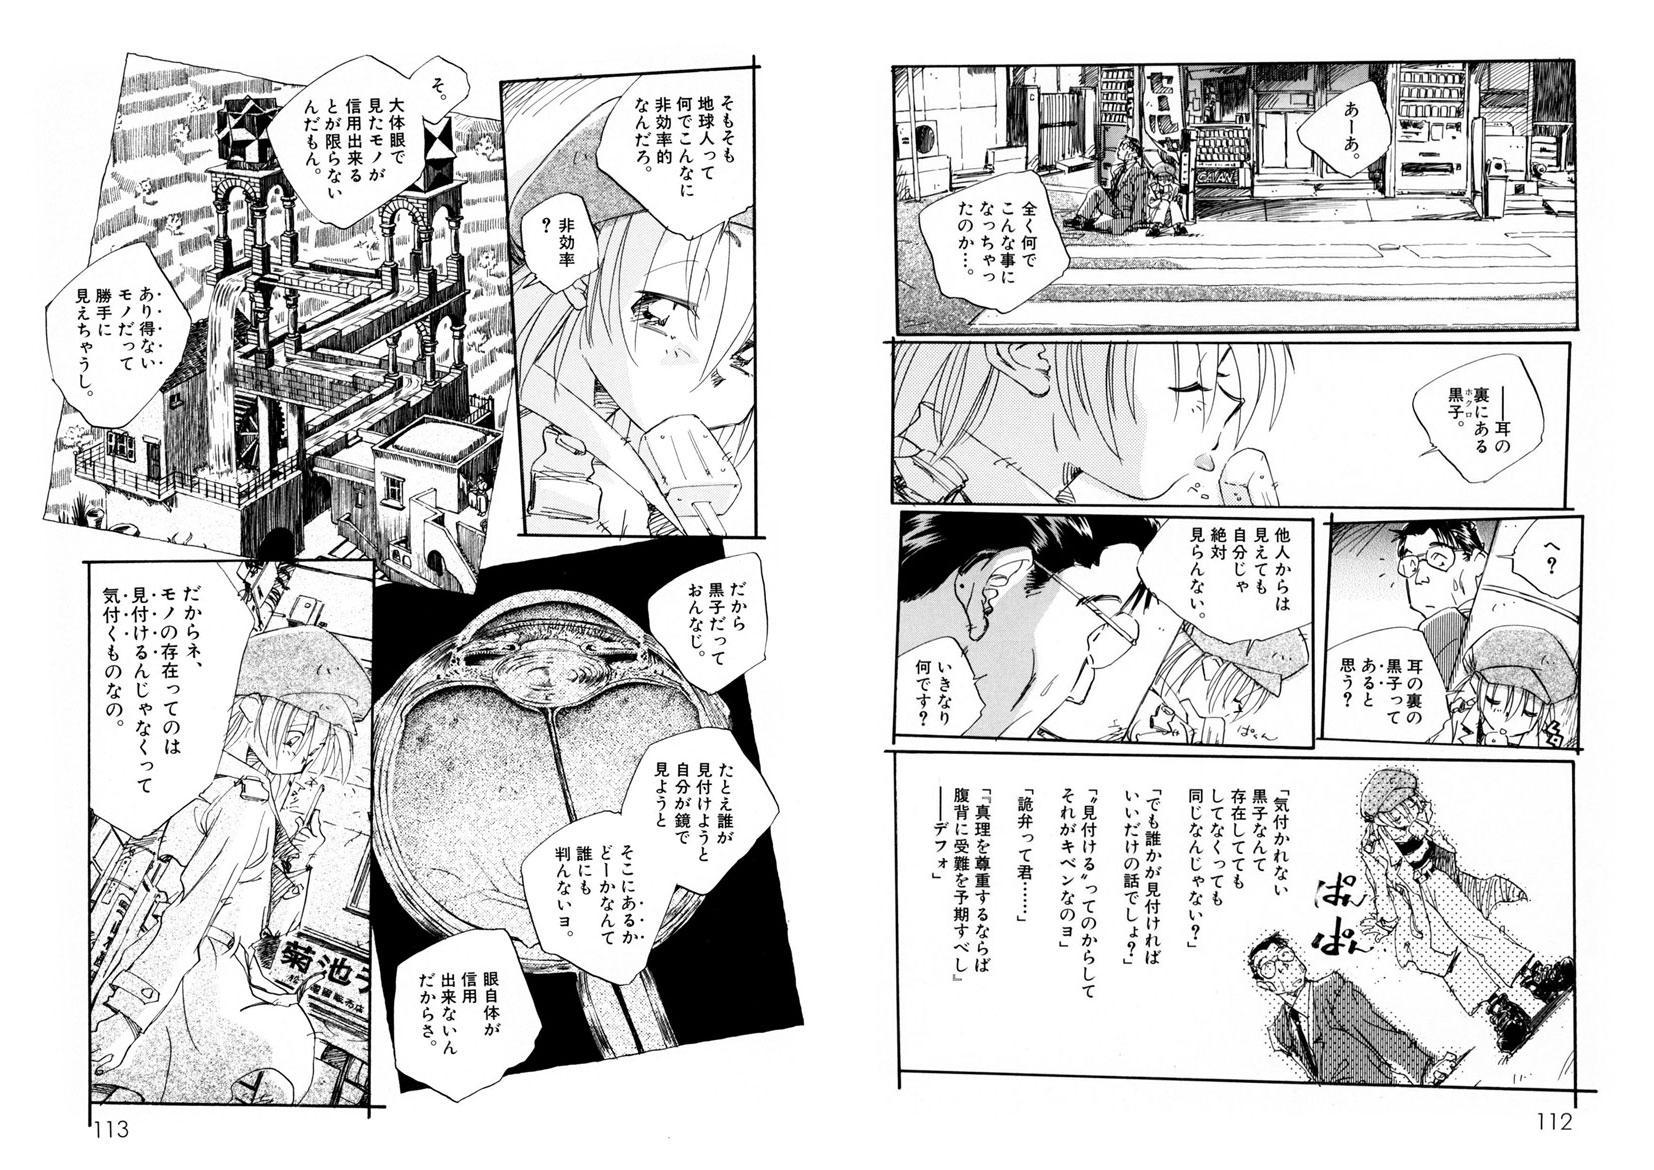 あーあ。
全く何で
こんな事に
なっちゃっ
たのか…。
CARAVAN
──耳の
裏にある
黒子。
ホクロ
へ?
耳の裏の
黒子って
あると
思う?
他人からは
見えても
自分じゃ
絶対
見らんない。
ぱくん
いきなり
何です?
「気付かれない
黒子なんて
存在してても
してなくっても
同じなんじゃない?」
「でも誰かが見付ければ
いいだけの話でしょ?」
「〝見付ける〟ってのからして
それがキベンなのヨ」
「詭弁って君……」
「『真理を尊重するならば
腹背に受難を予期すべし』
──デフォ」
ぱん
ぱん
112
そもそも
地球人って
何でこんなに
非効率的
なんだろ。
非効率
?
そ。
大体眼で
見たモノが
信用出来る
とが限らない
んだもん。
あり得ない
モノだって
勝手に
見えちゃうし。
だから
黒子だって
おんなじ。
たとえ誰が
見付けようと
自分が鏡で
見ようと
そこにあるか
どーかなんて
誰にも
判んないヨ。
眼自体が
信用
出来ないん
だからさ。
だからネ、
モノの存在ってのは
見付けるんじゃなくって
気付くものなの。
菊池ラ
113